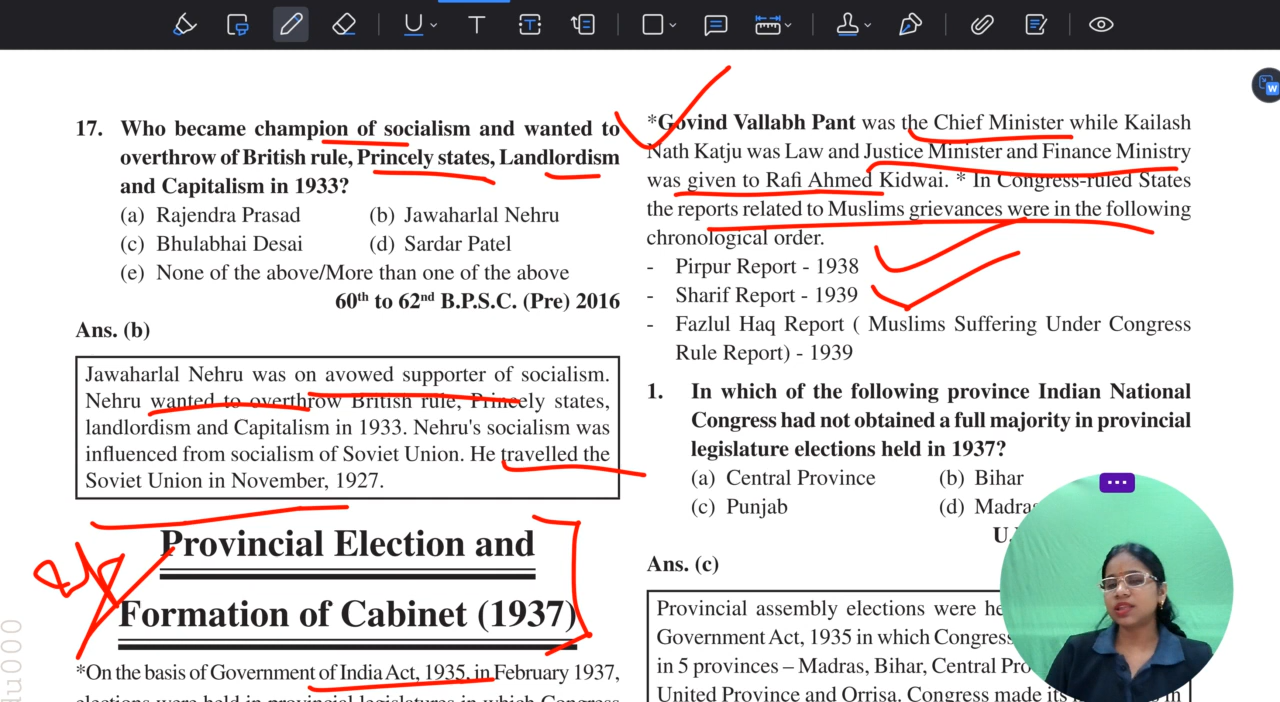 17. Who became champion of socialism and wanted to
overthrow of British rule, Princely states, Landlordism
and Capitalism in 1933?
(a) Rajendra Prasad (b) Jawaharlal Nehru
(c) Bhulabhai Desai (d) Sardar Patel
(e) None of the above/More than one of the above
60th to 62nd B.P.S.C. (Pre) 2016
Ans. (b)
Jawaharlal Nehru was on avowed supporter of socialism.
Nehru wanted to overthrow British rule, Princely states,
landlordism and Capitalism in 1933. Nehru's socialism was
influenced from socialism of Soviet Union. He travelled the
Soviet Union in November, 1927.
Provincial Election and
Formation of Cabinet (1937)
*On the basis of Government of India Act, 1935, in February 1937,
elections were held in provincial legislatures in which Congress
*Govind Vallabh Pant was the Chief Minister while Kailash
Nath Katju was Law and Justice Minister and Finance Ministry
was given to Rafi Ahmed Kidwai. * In Congress-ruled States
the reports related to Muslims grievances were in the following
chronological order.
- Pirpur Report - 1938
- Sharif Report - 1939
- Fazlul Haq Report ( Muslims Suffering Under Congress
Rule Report) - 1939
1. In which of the following province Indian National
Congress had not obtained a full majority in provincial
legislature elections held in 1937?
(a) Central Province (b) Bihar
(c) Punjab (d)
Ans. (c)
Provincial assembly elections were
Government Act, 1935 in which Congress
in 5 provinces – Madras, Bihar, Central
United Province and Orrisa. Congress made its